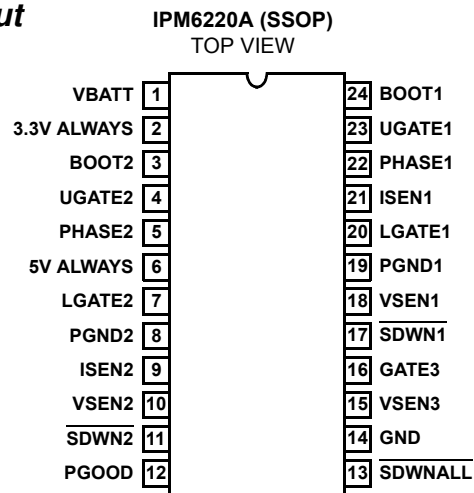 ut
IPM6220A (SSOP)
TOP VIEW
VBATT 1
3.3V ALWAYS 2
BOOT2 3
UGATE2 4
PHASE2 5
5V ALWAYS 6
LGATE2 7
PGND2 8
ISEN2 9
VSEN2 10
SDWN2 11
PGOOD 12
24 BOOT1
23 UGATE1
22 PHASE1
21 ISEN1
20 LGATE1
19 PGND1
18 VSEN1
17 SDWN1
16 GATE3
15 VSEN3
14 GND
13 SDWNALL